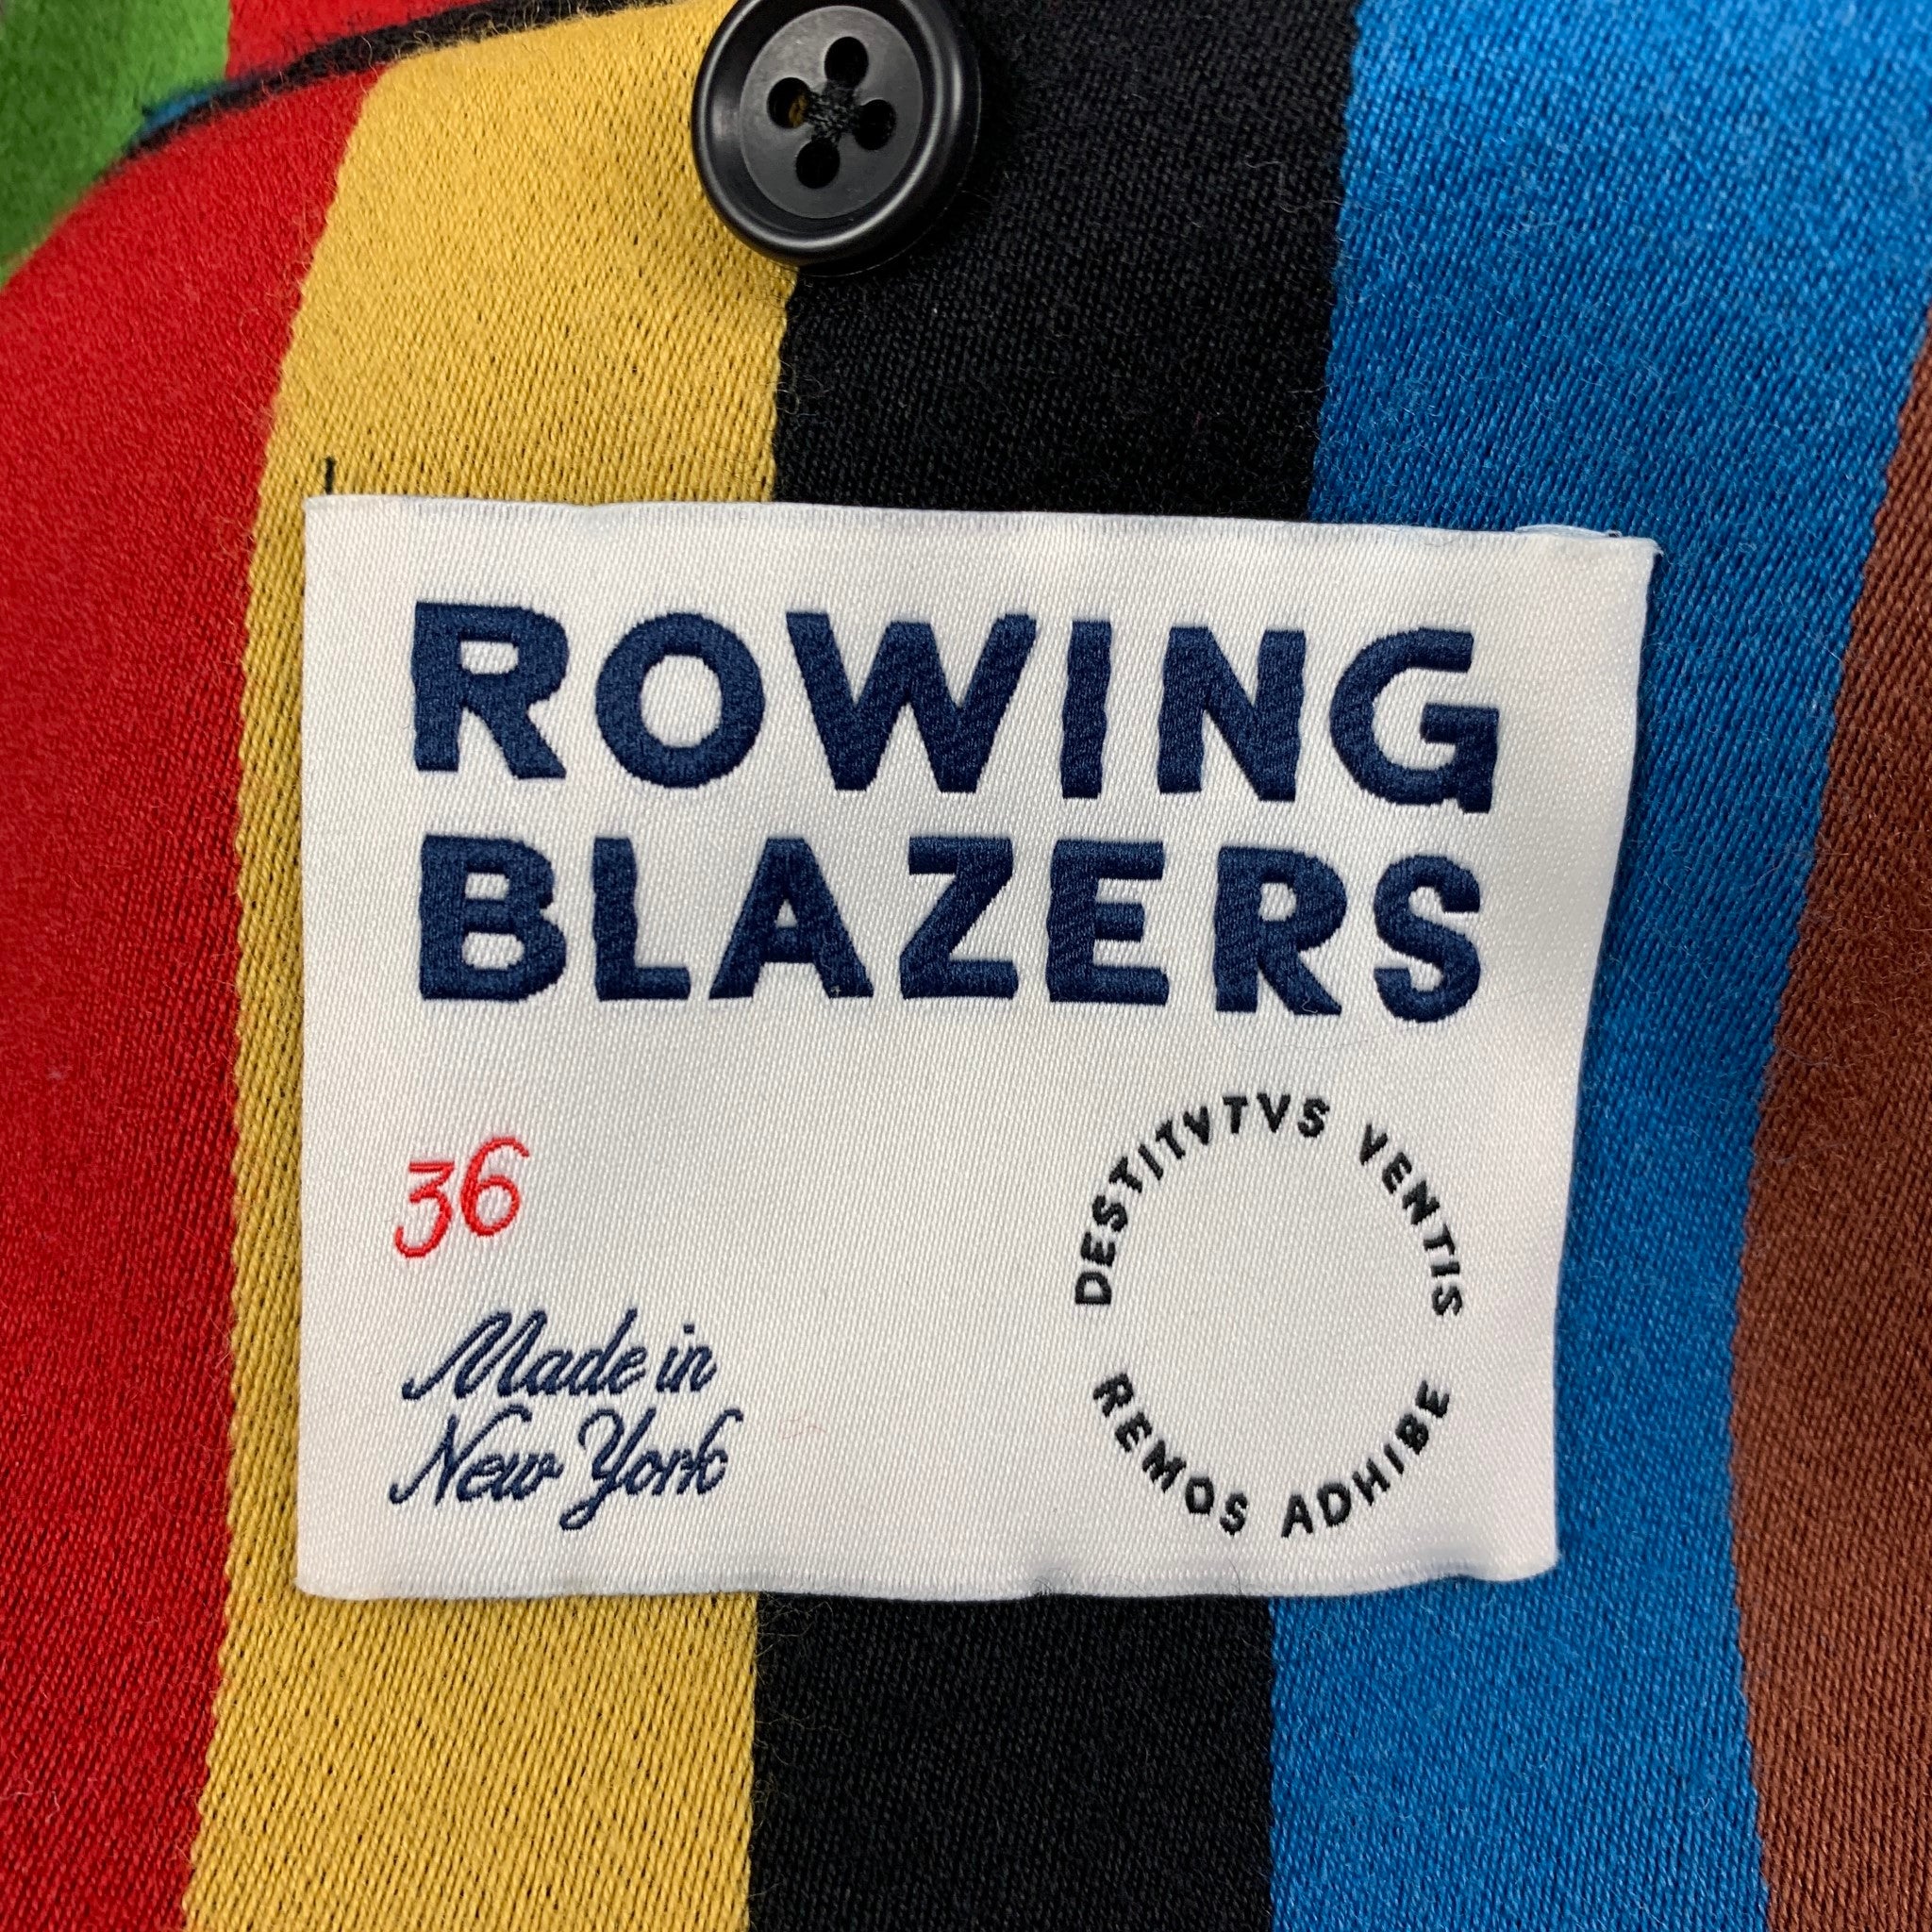 ROWING
BLAZERS
36
Made in
New York
DESTITVTVS VENTIS
REMOS ADHIBE